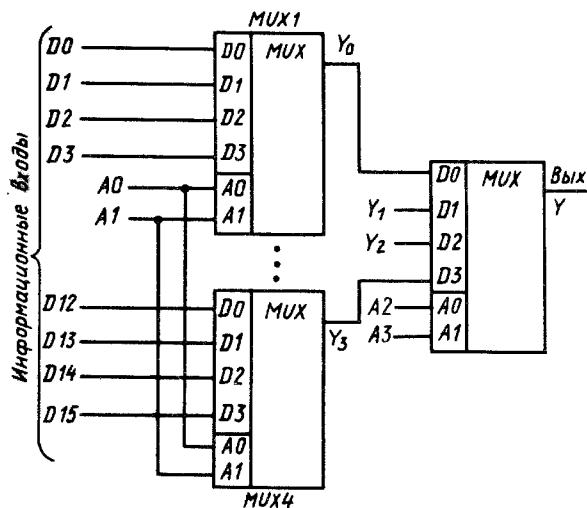 Информационные входы
D0
D1
D2
D3
A0
A1
D12
D13
D14
D15
MUX1
D0
D1
D2
D3
A0
A1
MUX
Y0
D0
D1
D2
D3
A0
A1
MUX
Y3
MUX4
Y1
Y2
A2
A3
D0
D1
D2
D3
A0
A1
MUX
Вых
Y